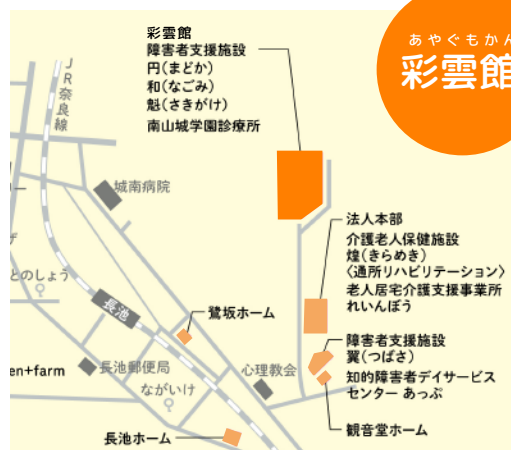 あやぐもかん
彩雲館
彩雲館
障害者支援施設
円(まどか)
和(なごみ)
魁(さきがけ)
南山城学園診療所
JR奈良線
城南病院
法人本部
介護老人保健施設
煌(きらめき)
〈通所リハビリテーション〉
老人居宅介護支援事業所
れいんぼう
とのしょう
長池
鷺坂ホーム
障害者支援施設
翼(つばさ)
知的障害者デイサービス
センター あっぷ
en+farm
長池郵便局
心理教会
ながいけ
観音堂ホーム
長池ホーム